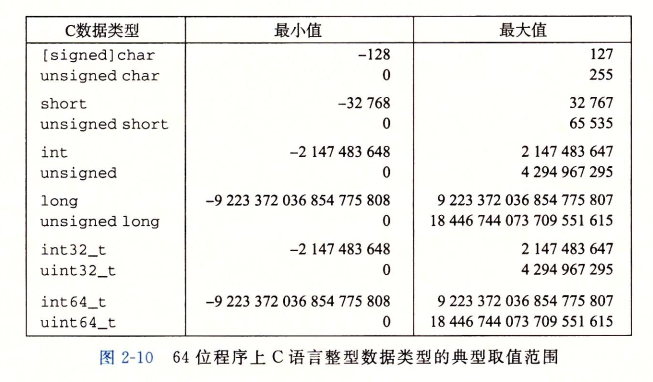 C数据类型 最小值 最大值
[signed]char -128 127
unsigned char 0 255
short -32 768 32 767
unsigned short 0 65 535
int -2 147 483 648 2 147 483 647
unsigned 0 4 294 967 295
long -9 223 372 036 854 775 808 9 223 372 036 854 775 807
unsigned long 0 18 446 744 073 709 551 615
int32_t -2 147 483 648 2 147 483 647
uint32_t 0 4 294 967 295
int64_t -9 223 372 036 854 775 808 9 223 372 036 854 775 807
uint64_t 0 18 446 744 073 709 551 615
图 2-10 64 位程序上 C 语言整型数据类型的典型取值范围